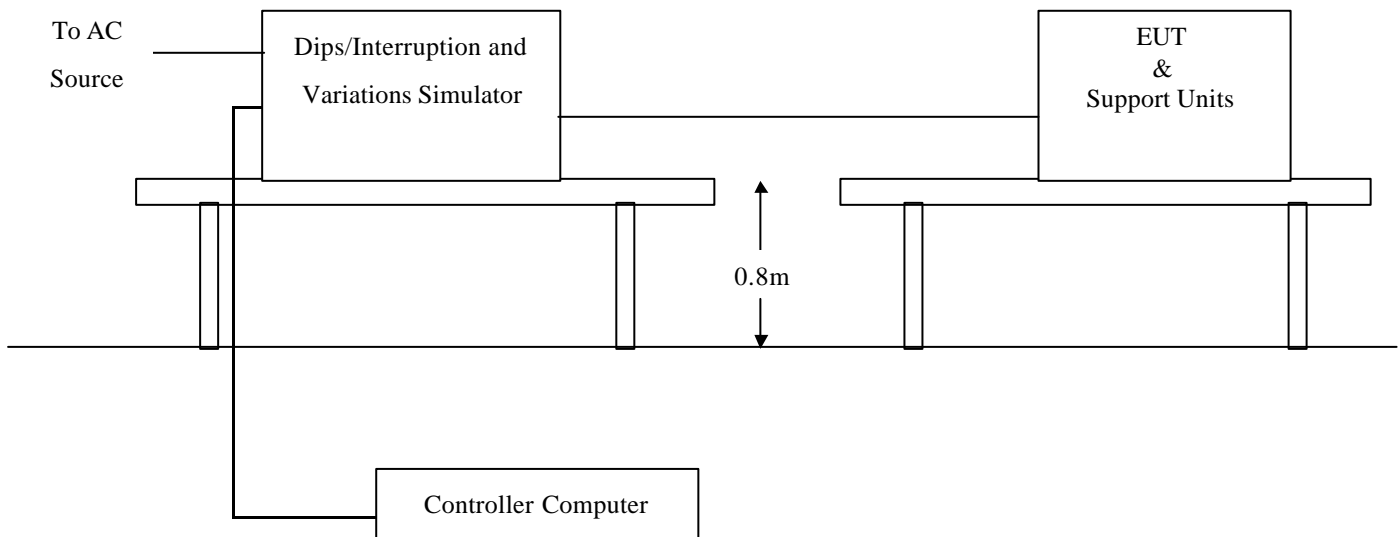 To AC
Source
Dips/Interruption and
Variations Simulator
EUT
&
Support Units
0.8m
Controller Computer